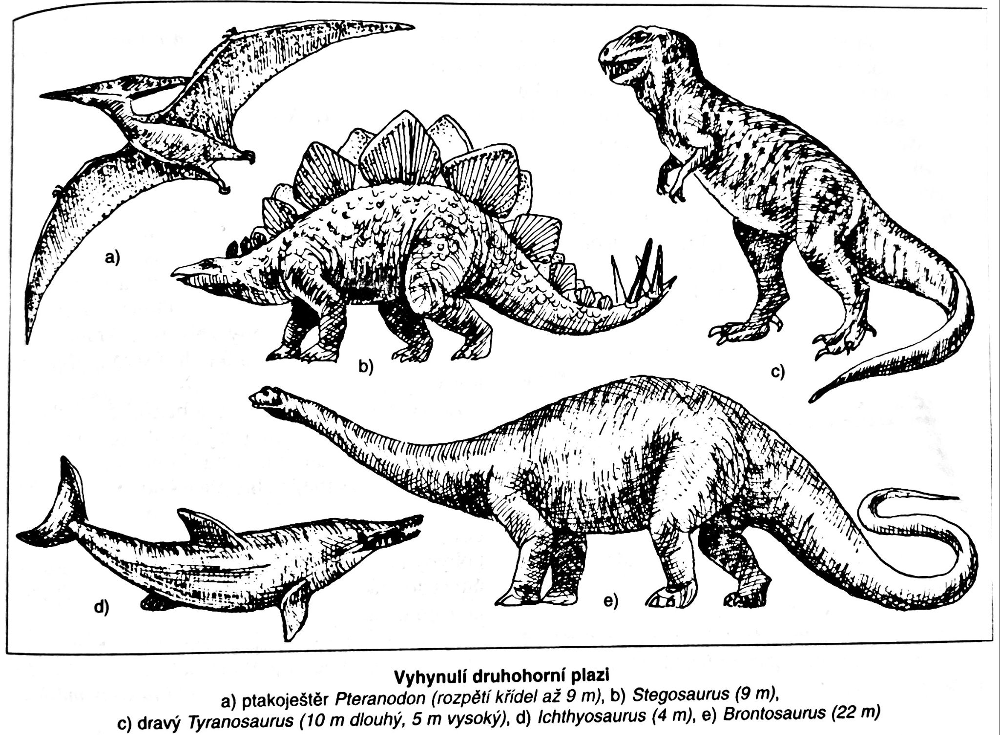 a)
b)
c)
d)
e)
Vyhynulí druhohorní plazi
a) ptakoještěr Pteranodon (rozpětí křídel až 9 m), b) Stegosaurus (9 m),
c) dravý Tyranosaurus (10 m dlouhý, 5 m vysoký), d) Ichthyosaurus (4 m), e) Brontosaurus (22 m)